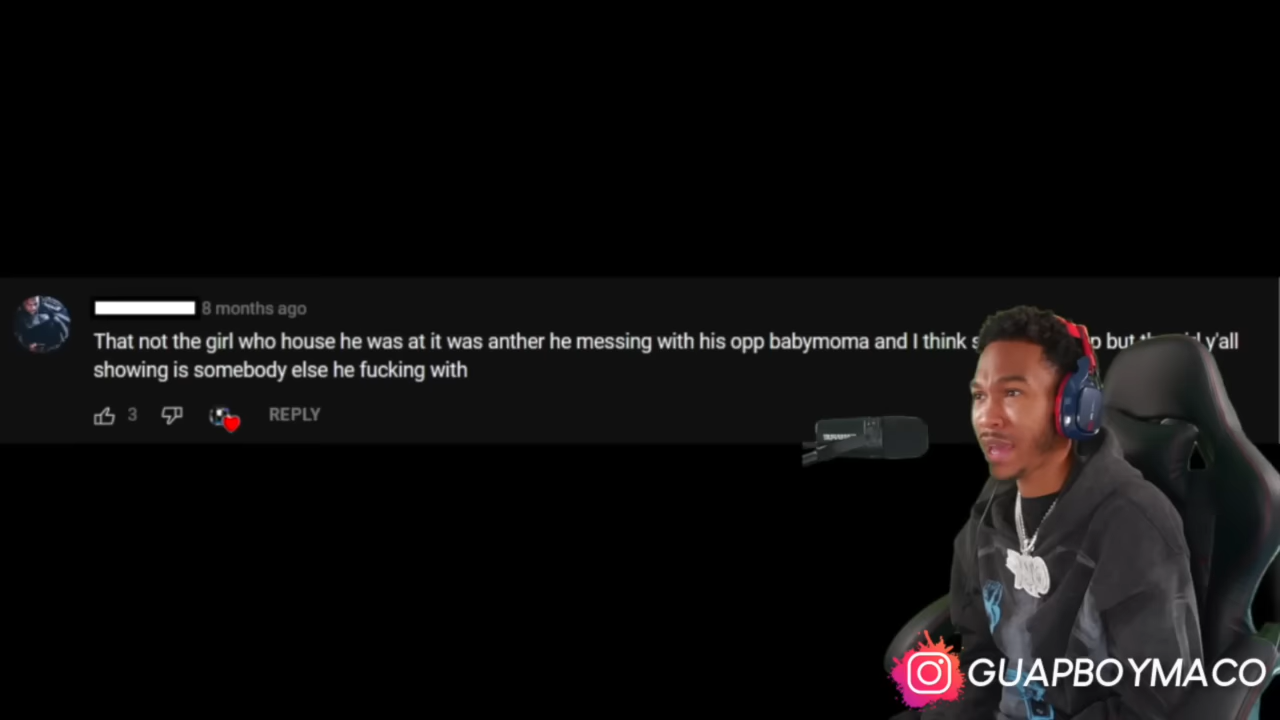 8 months ago
That not the girl who house he was at it was anther he messing with his opp babymoma and I think but y'all
showing is somebody else he fucking with
3 REPLY
GUAPBOYMACO